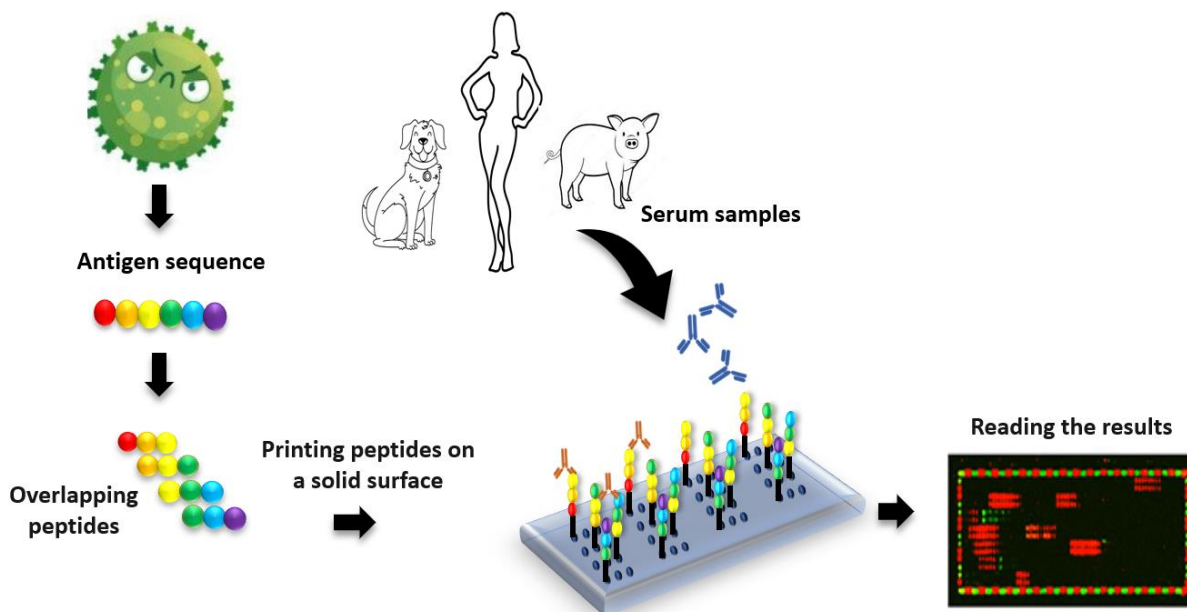 Serum samples
Antigen sequence
Overlapping
peptides
Printing peptides on
a solid surface
Reading the results